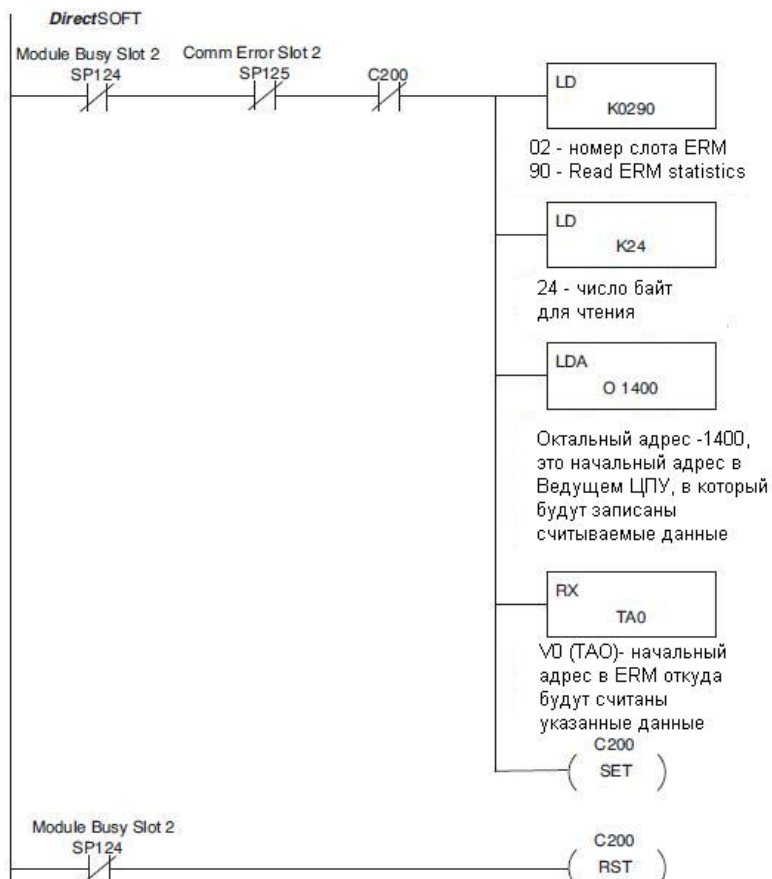 DirectSOFT
Module Busy Slot 2
SP124
Comm Error Slot 2
SP125
C200
LD
K0290
02 - номер слота ERM
90 - Read ERM statistics
LD
K24
24 - число байт
для чтения
LDA
O 1400
Октальный адрес -1400,
это начальный адрес в
Ведущем ЦПУ, в который
будут записаны
считываемые данные
RX
TA0
V0 (TAO)- начальный
адрес в ERM откуда
будут считаны
указанные данные
C200
SET
Module Busy Slot 2
SP124
C200
RST